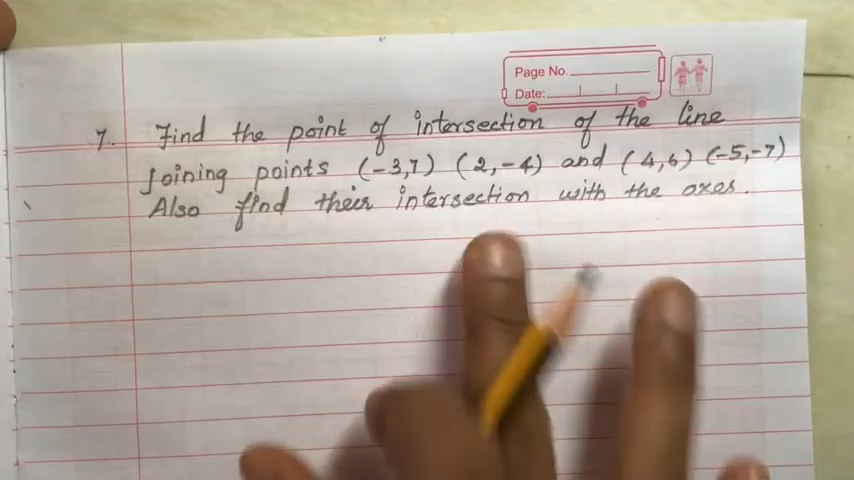 Page No.
Date:
7. Find the point of intersection of the line
joining points (-3,7) (2,-4) and (4,6) (-5,-7)
Also find their intersection with the axes.